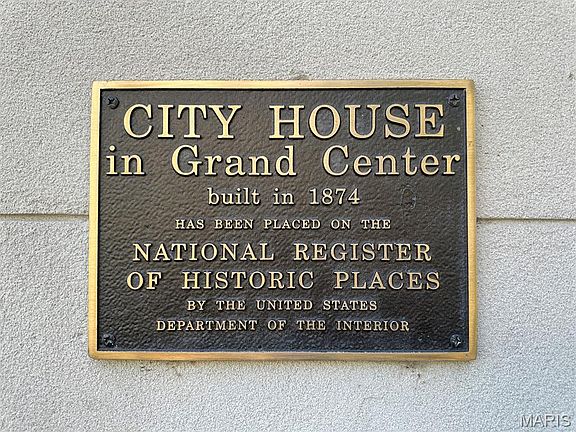 CITY HOUSE
in Grand Center
built in 1874
HAS BEEN PLACED ON THE
NATIONAL REGISTER
OF HISTORIC PLACES
BY THE UNITED STATES
DEPARTMENT OF THE INTERIOR
MARIS